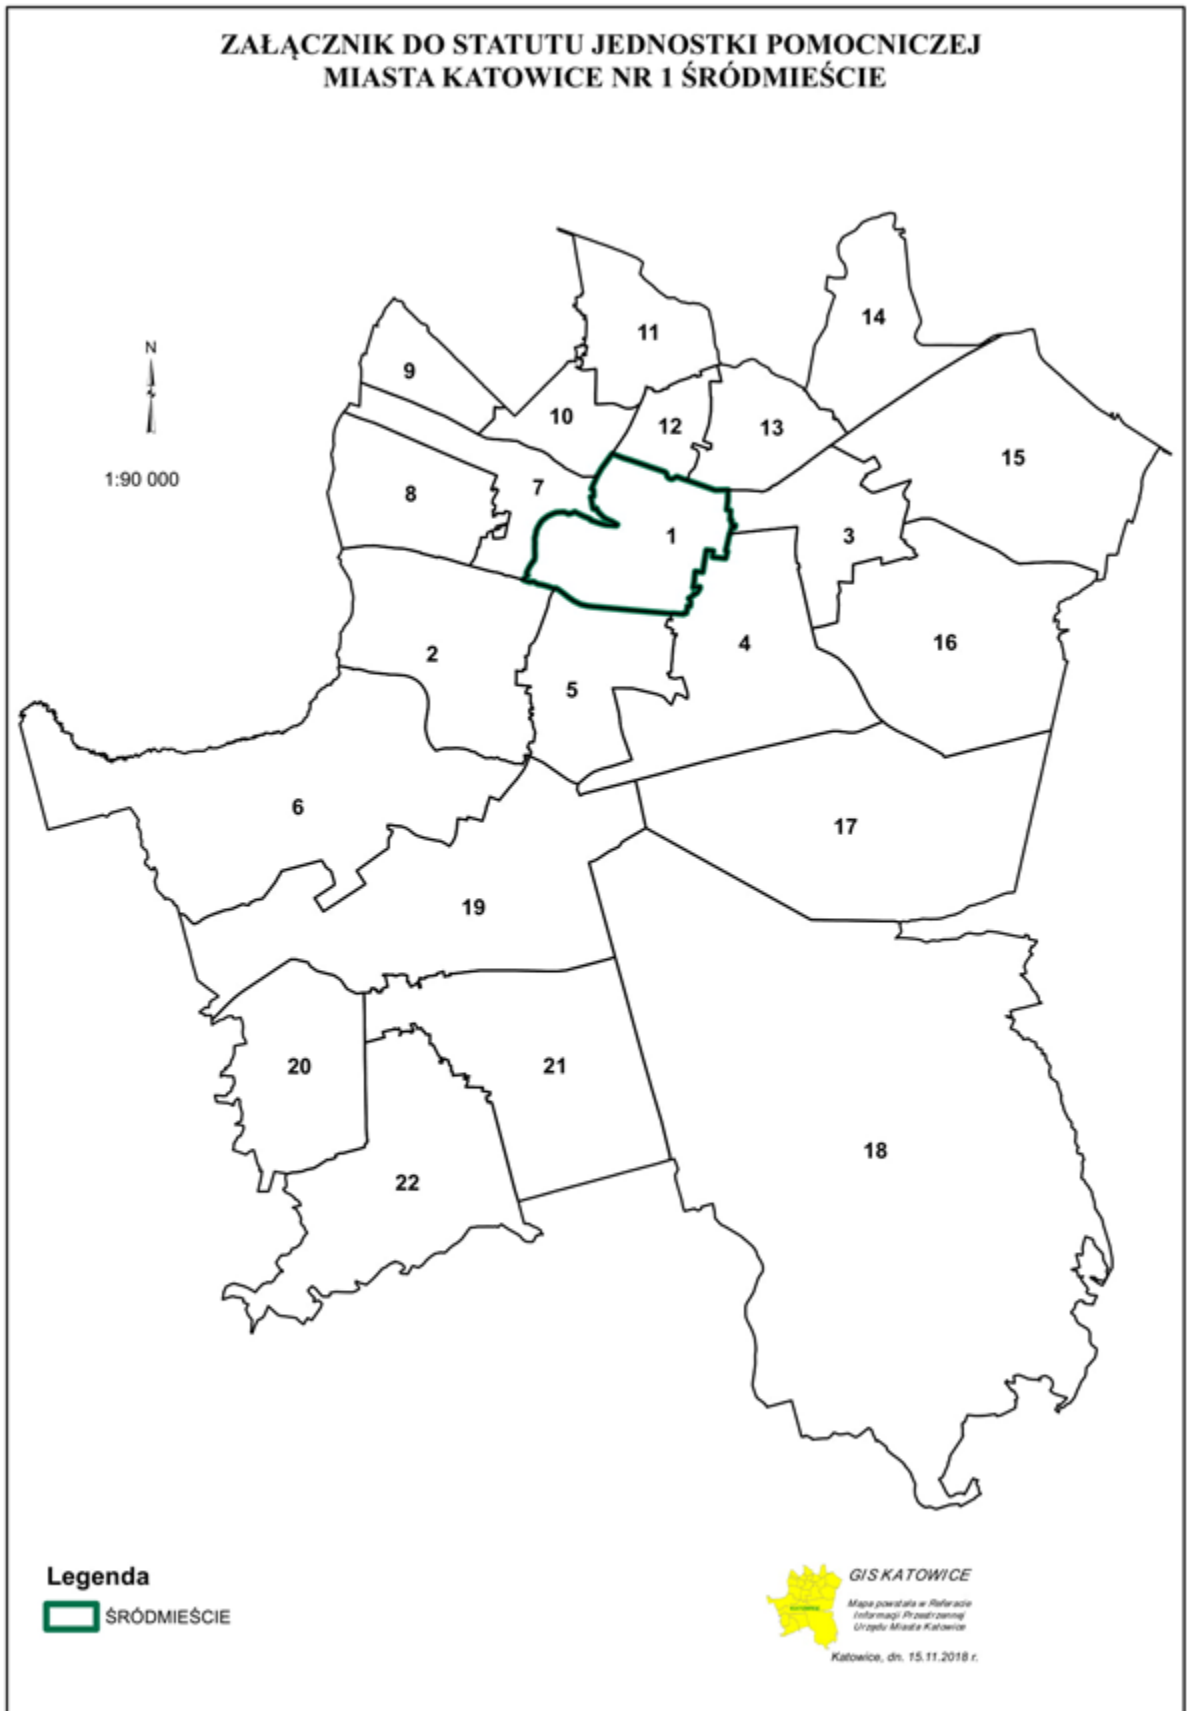 ZAŁĄCZNIK DO STATUTU JEDNOSTKI POMOCNICZEJ
MIASTA KATOWICE NR 1 ŚRÓDMIEŚCIE
14
11
N
9
10
12
13
15
1:90 000
8
7
1
3
2
4
16
5
6
17
19
20
21
18
22
Legenda
ŚRÓDMIEŚCIE
GIS KATOWICE
Mapa powstała w Referacie
Informacji Przestrzennej
Urzędu Miasta Katowice
Katowice, dn. 15.11.2018 r.